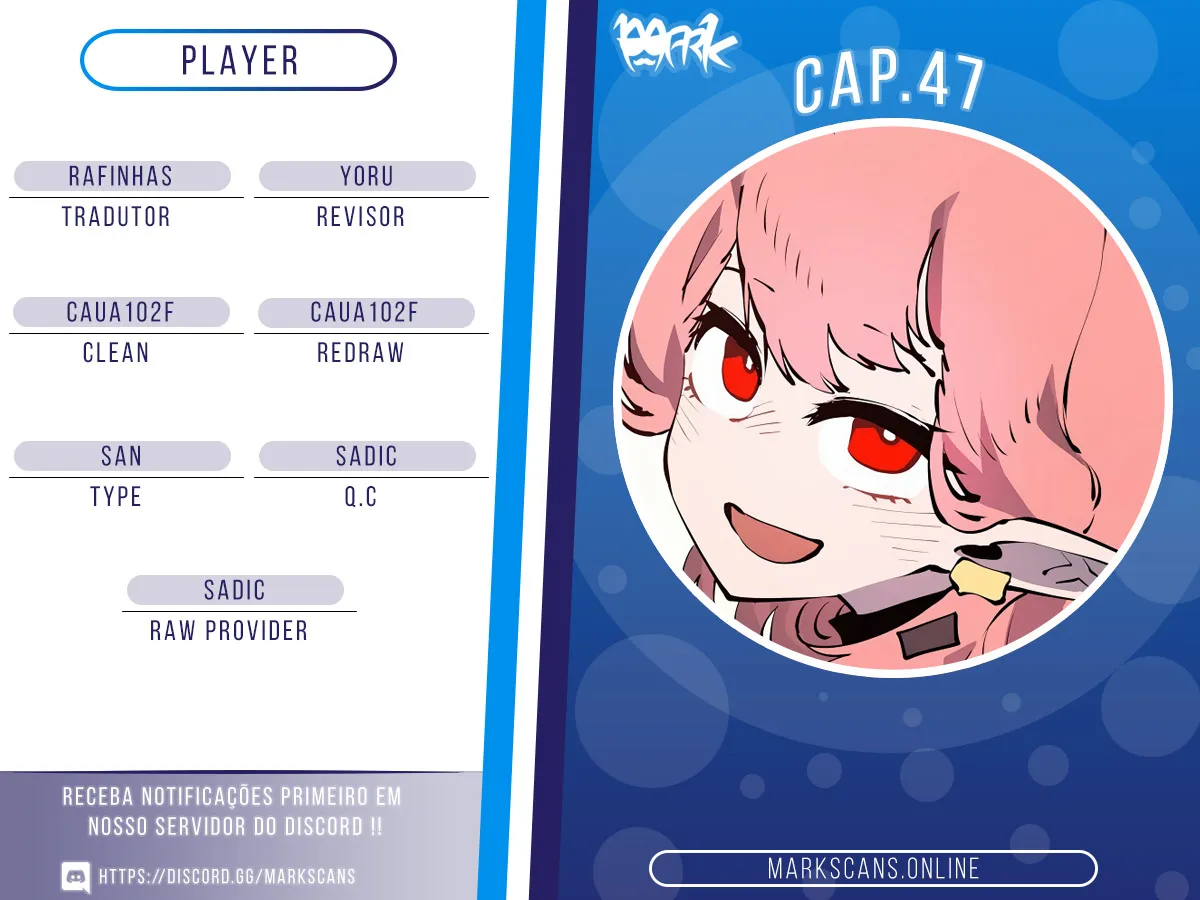 PLAYER
RAFINHAS
TRADUTOR
YORU
REVISOR
CAUA102F
CLEAN
CAUA102F
REDRAW
SAN
TYPE
SADIC
Q.C
SADIC
RAW PROVIDER
RECEBA NOTIFICAÇÕES PRIMEIRO EM
NOSSO SERVIDOR DO DISCORD !!
HTTPS://DISCORD.GG/MARKSCANS
MARK
CAP.47
MARKSCANS.ONLINE